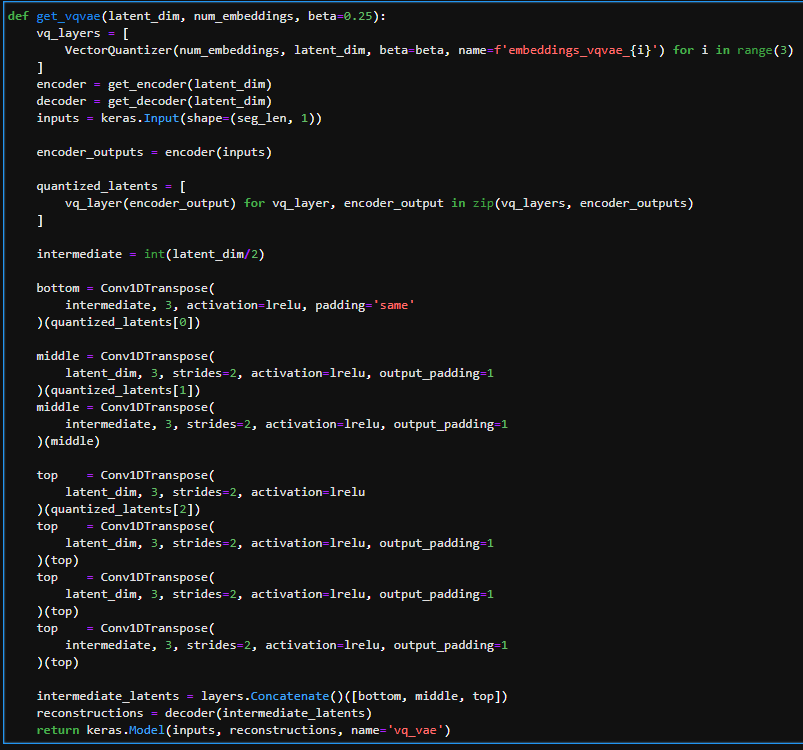 def get_vqvae(latent_dim, num_embeddings, beta=0.25):
    vq_layers = [
        VectorQuantizer(num_embeddings, latent_dim, beta=beta, name=f'embeddings_vqvae_{i}') for i in range(3)
    ]
    encoder = get_encoder(latent_dim)
    decoder = get_decoder(latent_dim)
    inputs = keras.Input(shape=(seg_len, 1))

    encoder_outputs = encoder(inputs)

    quantized_latents = [
        vq_layer(encoder_output) for vq_layer, encoder_output in zip(vq_layers, encoder_outputs)
    ]

    intermediate = int(latent_dim/2)

    bottom = Conv1DTranspose(
        intermediate, 3, activation=lrelu, padding='same'
    )(quantized_latents[0])

    middle = Conv1DTranspose(
        latent_dim, 3, strides=2, activation=lrelu, output_padding=1
    )(quantized_latents[1])
    middle = Conv1DTranspose(
        intermediate, 3, strides=2, activation=lrelu, output_padding=1
    )(middle)

    top    = Conv1DTranspose(
        latent_dim, 3, strides=2, activation=lrelu
    )(quantized_latents[2])
    top    = Conv1DTranspose(
        latent_dim, 3, strides=2, activation=lrelu, output_padding=1
    )(top)
    top    = Conv1DTranspose(
        latent_dim, 3, strides=2, activation=lrelu, output_padding=1
    )(top)
    top    = Conv1DTranspose(
        intermediate, 3, strides=2, activation=lrelu, output_padding=1
    )(top)

    intermediate_latents = layers.Concatenate()([bottom, middle, top])
    reconstructions = decoder(intermediate_latents)
    return keras.Model(inputs, reconstructions, name='vq_vae')